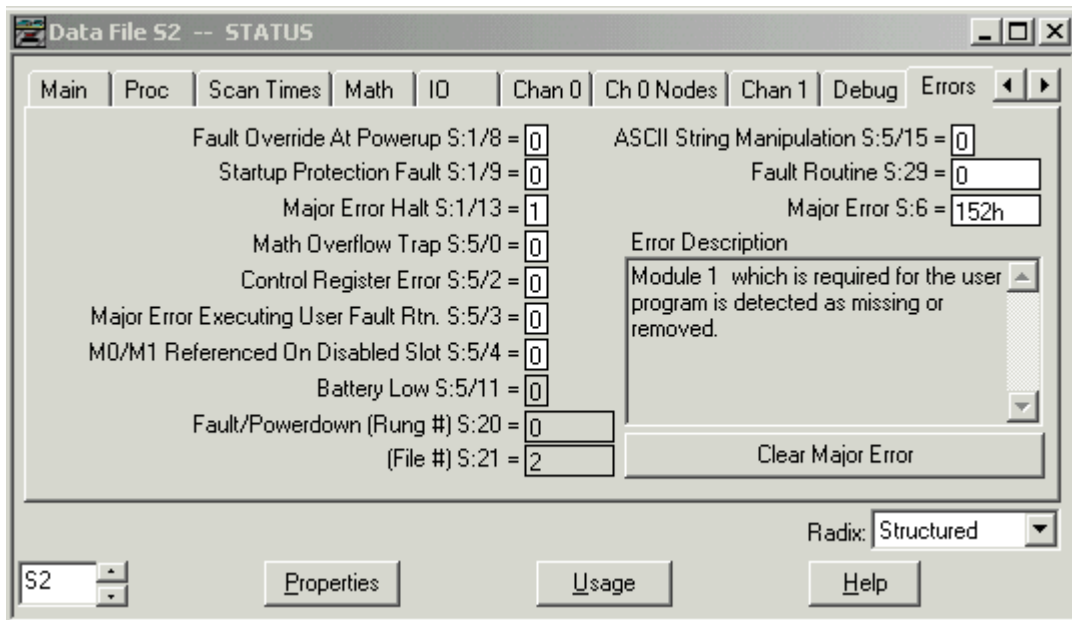 Data File S2 -- STATUS
Main Proc Scan Times Math IO Chan 0 Ch 0 Nodes Chan 1 Debug Errors
Fault Override At Powerup S:1/8 = 0
Startup Protection Fault S:1/9 = 0
Major Error Halt S:1/13 = 1
Math Overflow Trap S:5/0 = 0
Control Register Error S:5/2 = 0
Major Error Executing User Fault Rtn. S:5/3 = 0
M0/M1 Referenced On Disabled Slot S:5/4 = 0
Battery Low S:5/11 = 0
Fault/Powerdown (Rung #) S:20 = 0
(File #) S:21 = 2
ASCII String Manipulation S:5/15 = 0
Fault Routine S:29 = 0
Major Error S:6 = 152h
Error Description
Module 1 which is required for the user
program is detected as missing or
removed.
Clear Major Error
Radix: Structured
S2 Properties Usage Help